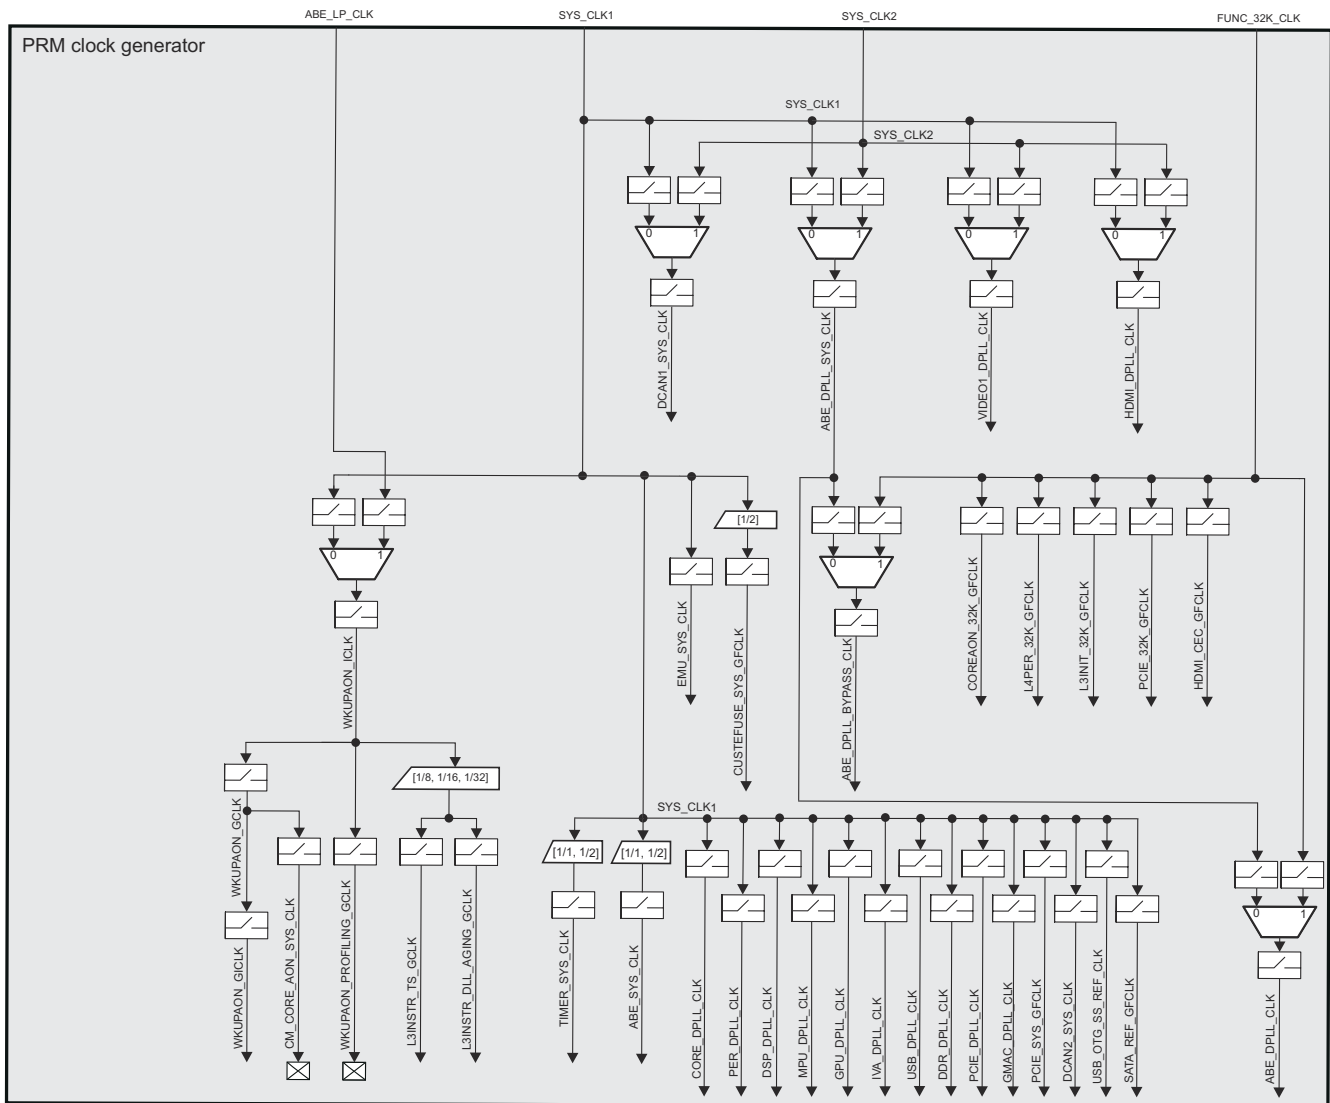 ABE_LP_CLK
SYS_CLK1
SYS_CLK2
FUNC_32K_CLK
PRM clock generator
SYS_CLK1
SYS_CLK2
0 1
0 1
0 1
0 1
DCAN1_SYS_CLK
ABE_DPLL_SYS_CLK
VIDEO1_DPLL_CLK
HDMI_DPLL_CLK
[1/2]
0 1
0 1
WKUPAON_ICLK
EMU_SYS_CLK
CUSTEFUSE_SYS_GFCLK
ABE_DPLL_BYPASS_CLK
COREAON_32K_GFCLK
L4PER_32K_GFCLK
L3INIT_32K_GFCLK
PCIE_32K_GFCLK
HDMI_CEC_GFCLK
[1/8, 1/16, 1/32]
SYS_CLK1
[1/1, 1/2]
[1/1, 1/2]
WKUPAON_GCLK
0 1
WKUPAON_GICLK
CM_CORE_AON_SYS_CLK
WKUPAON_PROFILING_GCLK
L3INSTR_TS_GCLK
L3INSTR_DLL_AGING_GCLK
TIMER_SYS_CLK
ABE_SYS_CLK
CORE_DPLL_CLK
PER_DPLL_CLK
DSP_DPLL_CLK
MPU_DPLL_CLK
GPU_DPLL_CLK
IVA_DPLL_CLK
USB_DPLL_CLK
DDR_DPLL_CLK
PCIE_DPLL_CLK
GMAC_DPLL_CLK
PCIE_SYS_GFCLK
DCAN2_SYS_CLK
USB_OTG_SS_REF_CLK
SATA_REF_GFCLK
ABE_DPLL_CLK